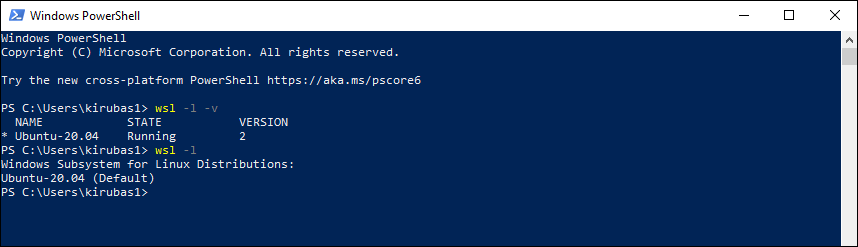 Windows PowerShell
Windows PowerShell
Copyright (C) Microsoft Corporation. All rights reserved.
Try the new cross-platform PowerShell https://aka.ms/pscore6
PS C:\Users\kirubas1> wsl -l -v
  NAME            STATE           VERSION
* Ubuntu-20.04    Running         2
PS C:\Users\kirubas1> wsl -l
Windows Subsystem for Linux Distributions:
Ubuntu-20.04 (Default)
PS C:\Users\kirubas1>